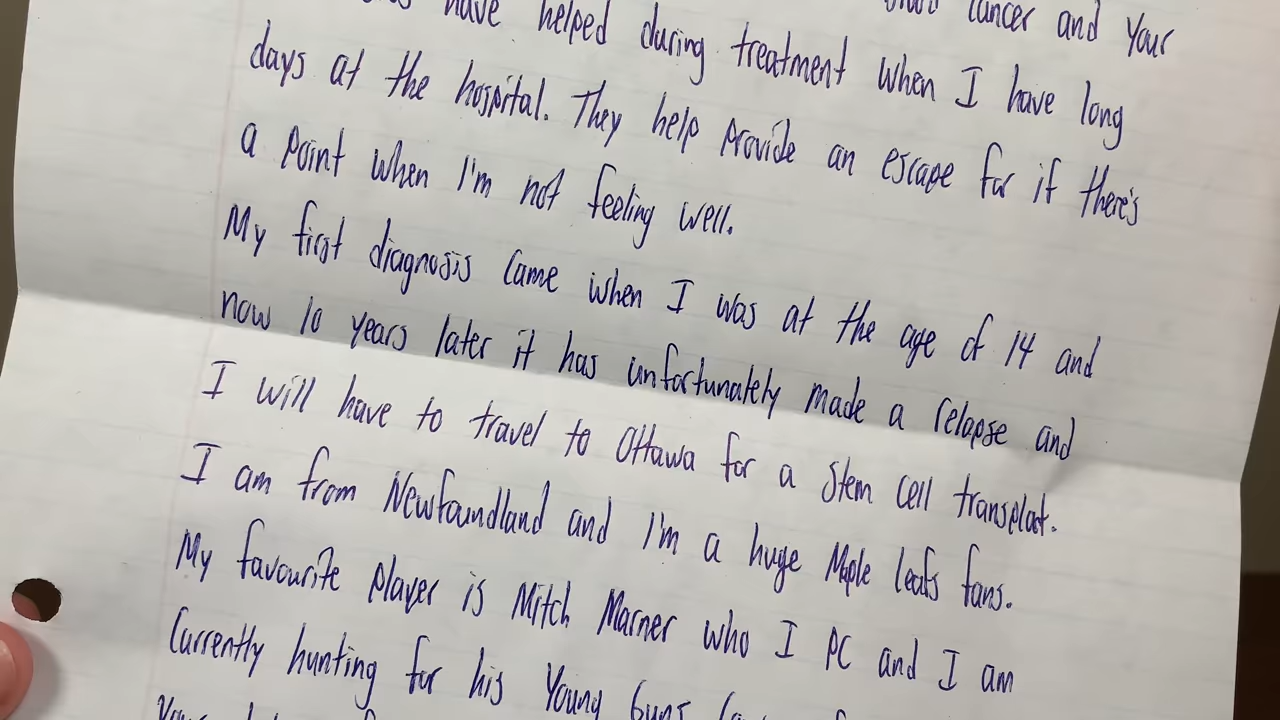 have helped during treatment when I have long
cancer and your
days at the hospital. They help provide an escape for if there's
a point when I'm not feeling well.
My first diagnosis came when I was at the age of 14 and
now 10 years later it has unfortunately made a relapse and
I will have to travel to Ottawa for a stem cell transplat.
I am from Newfoundland and I'm a huge Maple leafs fans.
My favourite player is Mitch Marner who I PC and I am
Currently hunting for his Young Guns